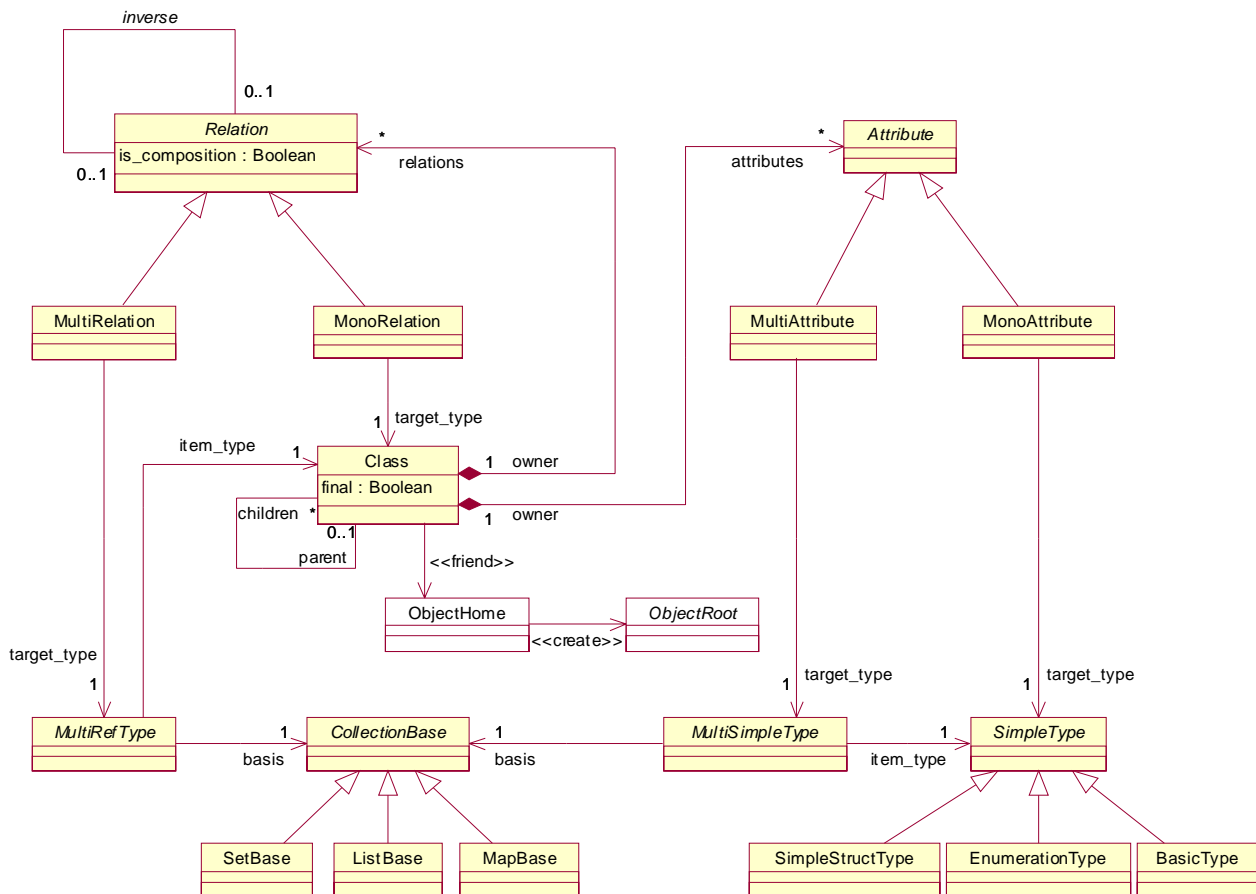 inverse
0..1
Relation
is_composition : Boolean
0..1
*
relations
*
attributes
Attribute
MultiRelation
MonoRelation
MultiAttribute
MonoAttribute
1
target_type
item_type
1
Class
final : Boolean
1
owner
1
owner
children
*
0..1
parent
<<friend>>
ObjectHome
ObjectRoot
<<create>>
target_type
1
1
target_type
1
target_type
MultiRefType
1
basis
CollectionBase
1
basis
MultiSimpleType
1
item_type
SimpleType
SetBase
ListBase
MapBase
SimpleStructType
EnumerationType
BasicType